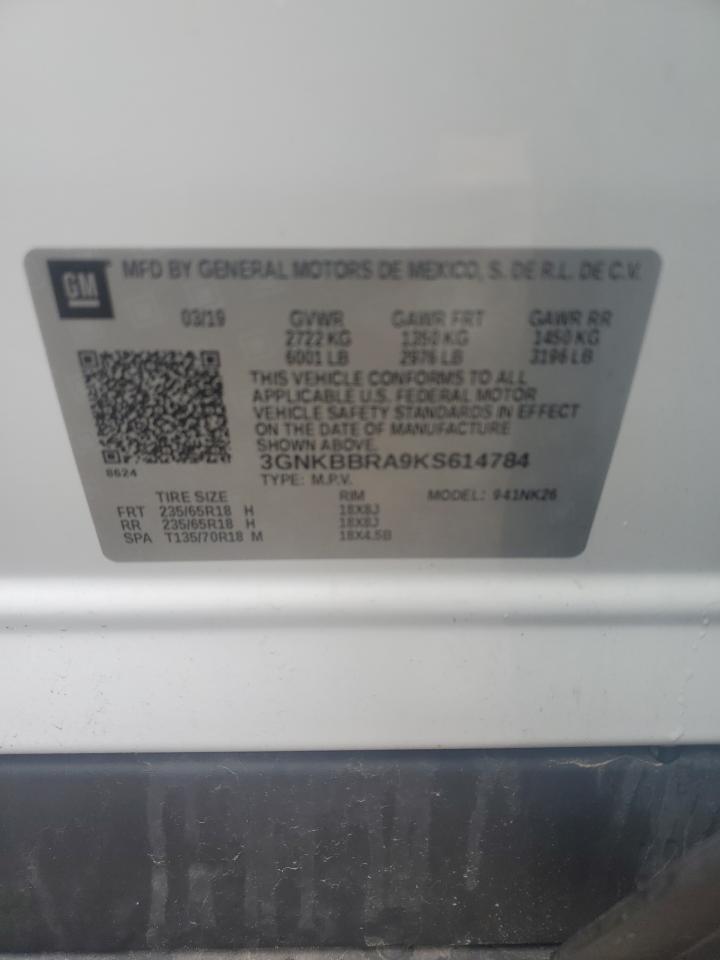 GM
MFD BY GENERAL MOTORS DE MEXICO, S. DE R.L. DE C.V.
03/19 GVWR GAWR FRT GAWR RR
2722 KG 1350 KG 1450 KG
6001 LB 2976 LB 3196 LB
THIS VEHICLE CONFORMS TO ALL
APPLICABLE U.S. FEDERAL MOTOR
VEHICLE SAFETY STANDARDS IN EFFECT
ON THE DATE OF MANUFACTURE
SHOWN ABOVE.
8624
3GNKBBRA9KS614784
TYPE: M.P.V.
TIRE SIZE RIM MODEL: 941NK26
FRT 235/65R18 H 18X8J
RR 235/65R18 H 18X8J
SPA T135/70R18 M 18X4.5B